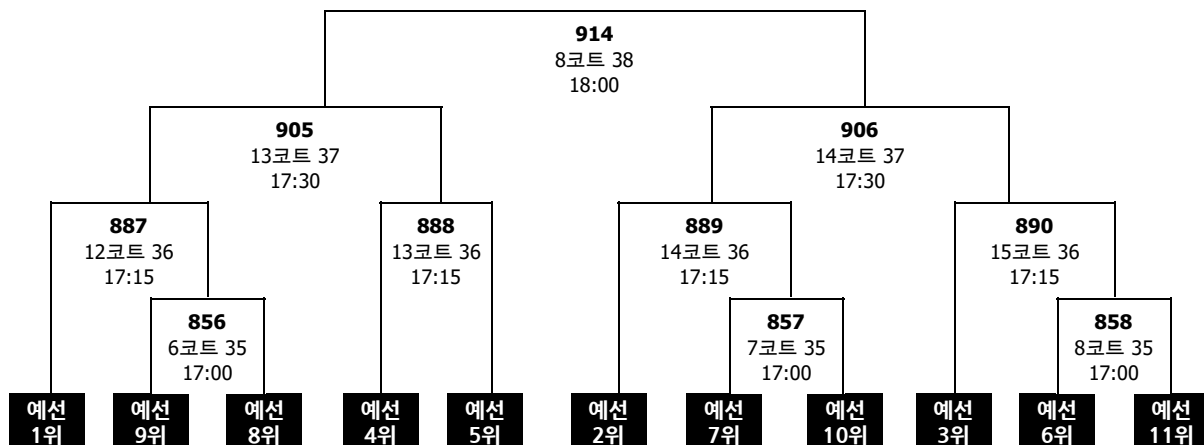 914
8코트 38
18:00
905
13코트 37
17:30
906
14코트 37
17:30
887
12코트 36
17:15
888
13코트 36
17:15
889
14코트 36
17:15
890
15코트 36
17:15
856
6코트 35
17:00
857
7코트 35
17:00
858
8코트 35
17:00
예선
1위
예선
9위
예선
8위
예선
4위
예선
5위
예선
2위
예선
7위
예선
10위
예선
3위
예선
6위
예선
11위